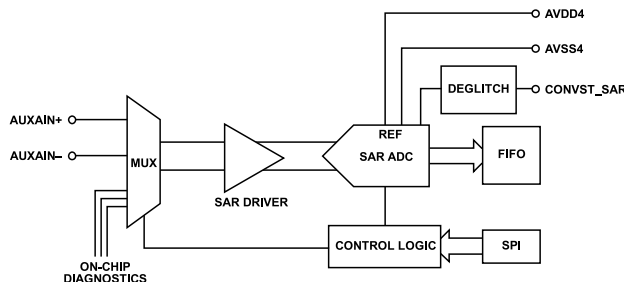 AVDD4
AVSS4
DEGLITCH
CONVST_SAR
AUXAIN+
REF
MUX
SAR ADC
FIFO
AUXAIN–
SAR DRIVER
CONTROL LOGIC
SPI
ON-CHIP
DIAGNOSTICS